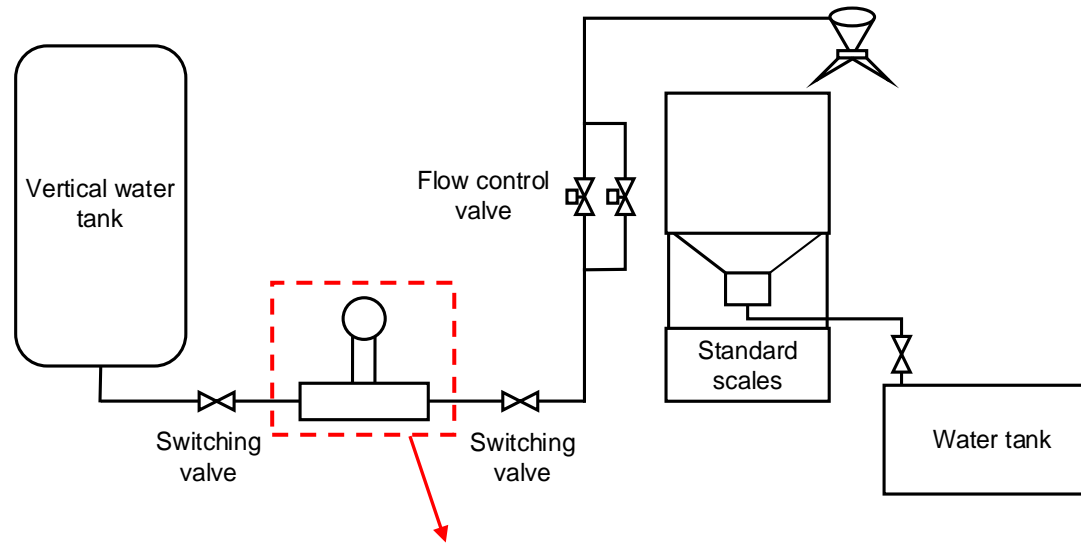 Vertical water
tank
Flow control
valve
Switching
valve
Switching
valve
Standard
scales
Water tank